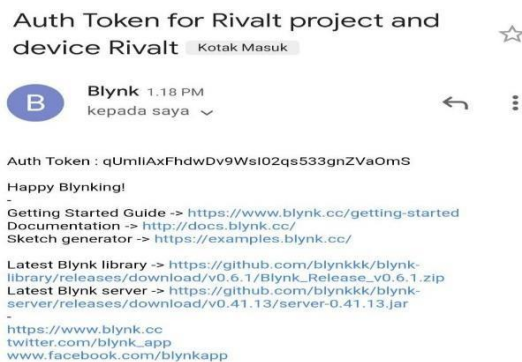 Auth Token for Rivalt project and
device Rivalt Kotak Masuk
B
Blynk 1.18 PM
kepada saya
Auth Token : qUmIiAxFhdwDv9WsI02qs533gnZVaOmS
Happy Blynking!
-
Getting Started Guide -> https://www.blynk.cc/getting-started
Documentation -> http://docs.blynk.cc/
Sketch generator -> https://examples.blynk.cc/
Latest Blynk library -> https://github.com/blynkkk/blynk-
library/releases/download/v0.6.1/Blynk_Release_v0.6.1.zip
Latest Blynk server -> https://github.com/blynkkk/blynk-
server/releases/download/v0.41.13/server-0.41.13.jar
-
https://www.blynk.cc
twitter.com/blynk_app
www.facebook.com/blynkapp